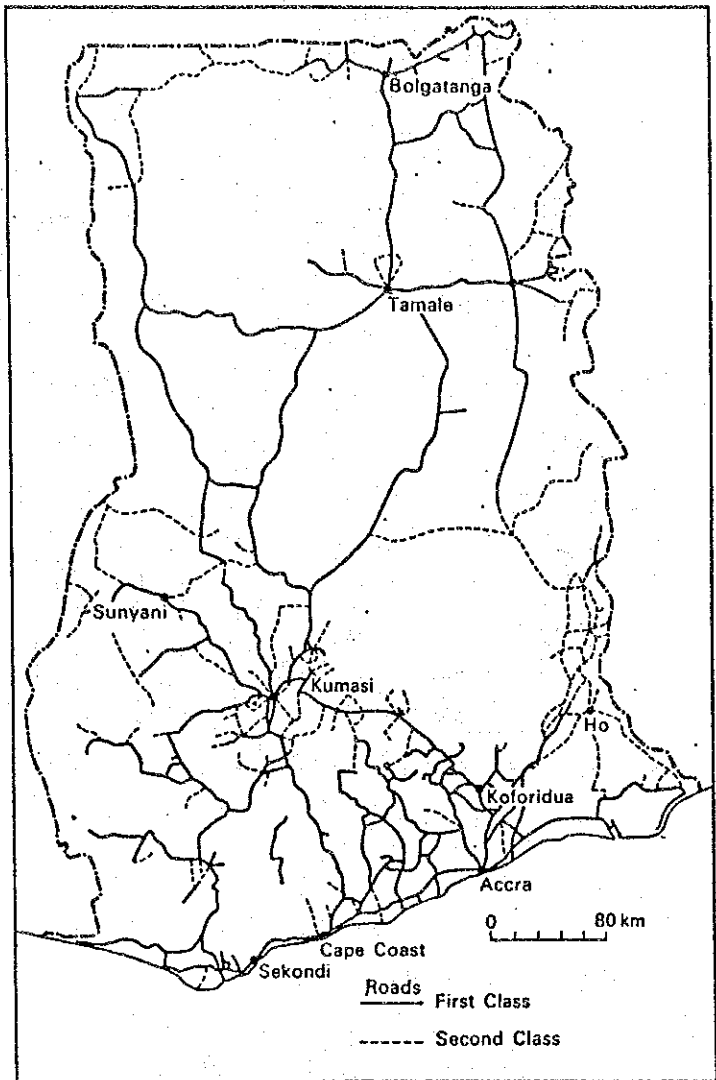 Bolgatanga
Tamale
Sunyani
Kumasi
Ho
Koforidua
Accra
0 80 km
Cape Coast
Sekondi
Roads
First Class
Second Class